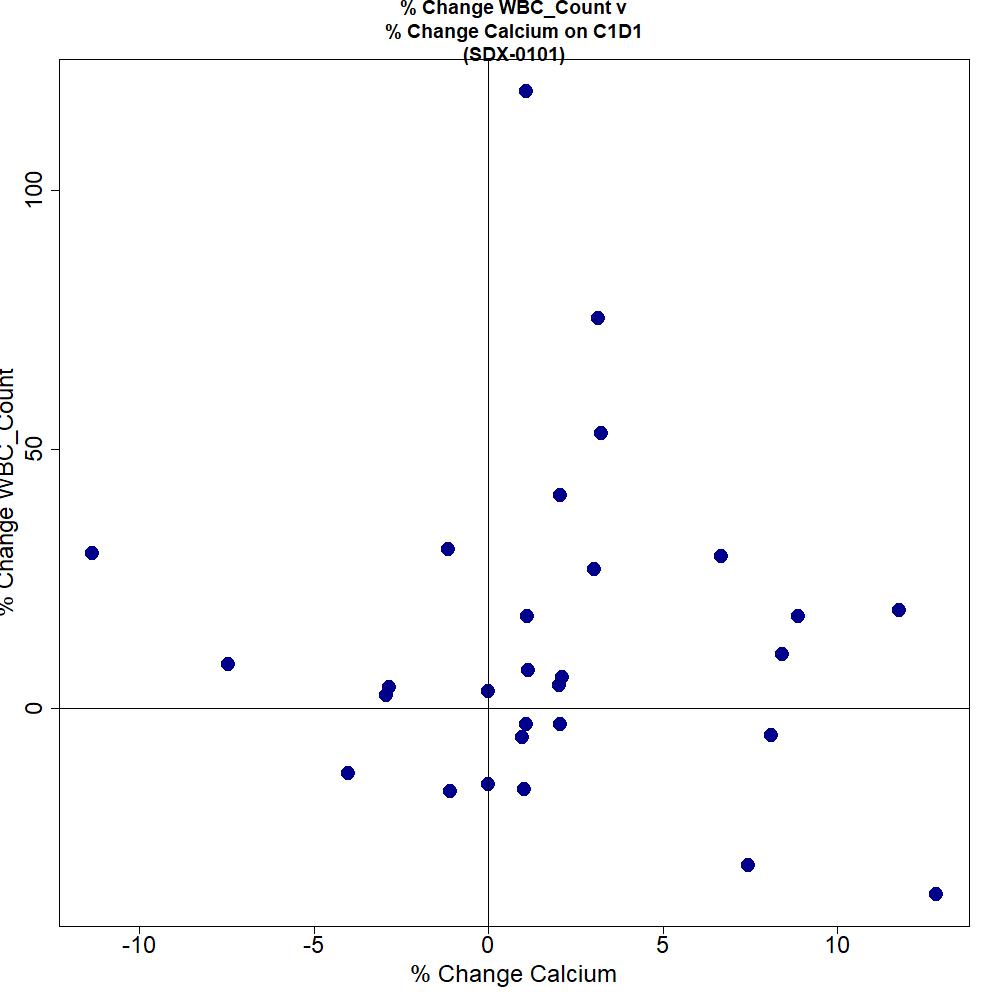 % Change WBC_Count v
% Change Calcium on C1D1
(SDX-0101)
100
50
0
% Change WBC_Count
-10
-5
0
5
10
% Change Calcium